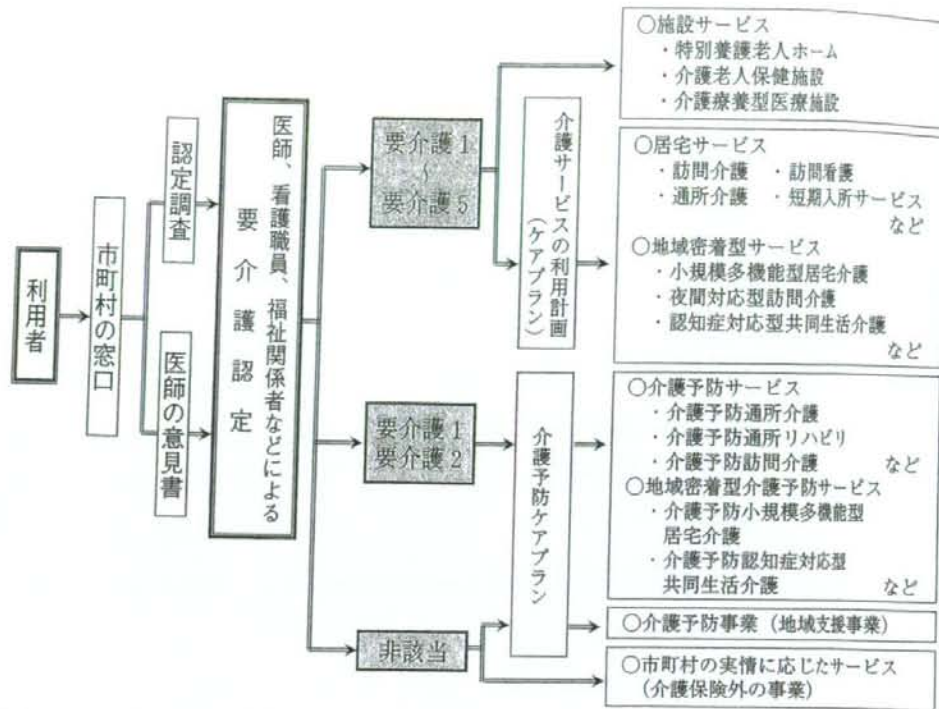 利用者
市町村の窓口
認定調査
医師の意見書
医師、看護職員、福祉関係者などによる
要介護認定
要介護1
～
要介護5
要介護1
要介護2
非該当
介護サービスの利用計画
(ケアプラン)
介護予防ケアプラン
○施設サービス
・特別養護老人ホーム
・介護老人保健施設
・介護療養型医療施設
○居宅サービス
・訪問介護 ・訪問看護
・通所介護 ・短期入所サービス
など
○地域密着型サービス
・小規模多機能型居宅介護
・夜間対応型訪問介護
・認知症対応型共同生活介護
など
○介護予防サービス
・介護予防通所介護
・介護予防通所リハビリ
・介護予防訪問介護 など
○地域密着型介護予防サービス
・介護予防小規模多機能型
居宅介護
・介護予防認知症対応型
共同生活介護 など
○介護予防事業（地域支援事業）
○市町村の実情に応じたサービス
（介護保険外の事業）